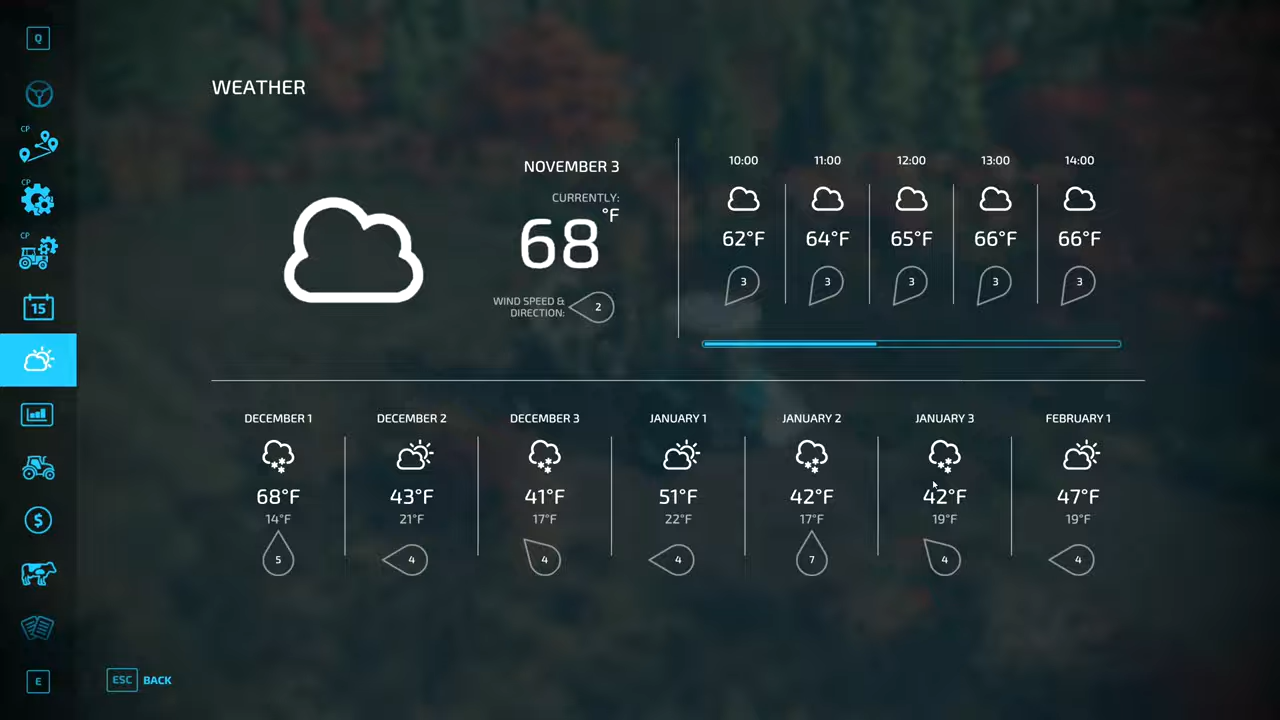 Q
CP
CP
CP
15
$
E
WEATHER
NOVEMBER 3
CURRENTLY:
68 °F
WIND SPEED &
DIRECTION:
2
10:00 11:00 12:00 13:00 14:00
62°F 64°F 65°F 66°F 66°F
3 3 3 3 3
DECEMBER 1 DECEMBER 2 DECEMBER 3 JANUARY 1 JANUARY 2 JANUARY 3 FEBRUARY 1
68°F 43°F 41°F 51°F 42°F 42°F 47°F
14°F 21°F 17°F 22°F 17°F 19°F 19°F
5 4 4 4 7 4 4
ESC BACK